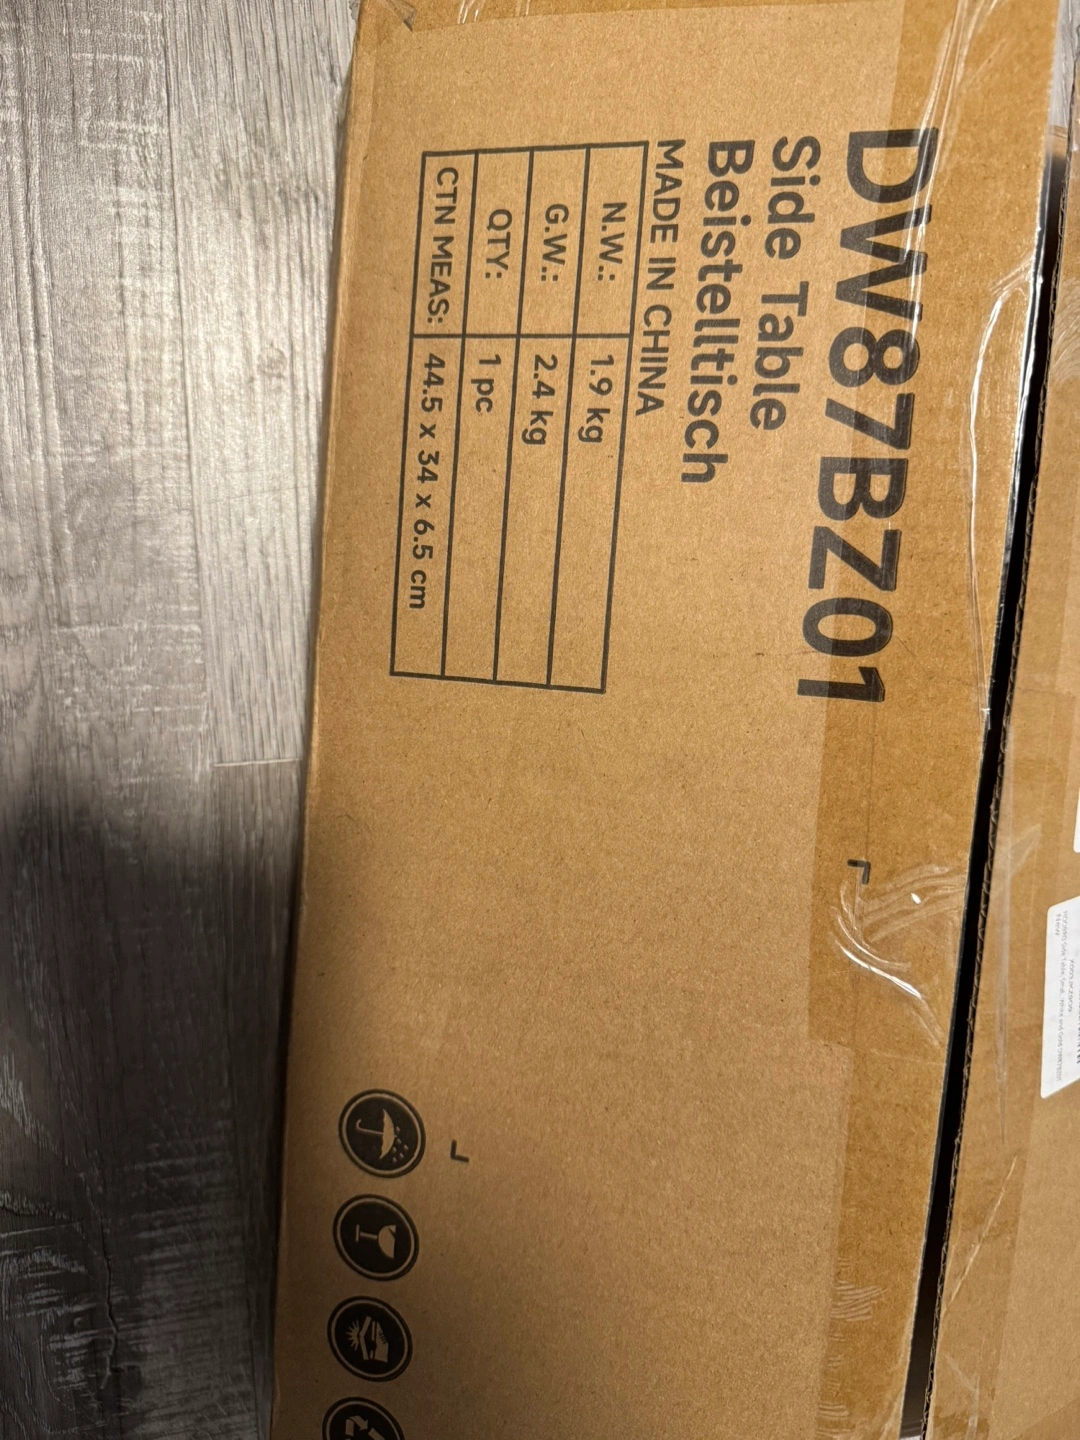 DW87BZ01
Side Table
Beistelltisch
MADE IN CHINA
N.W.: 1.9 kg
G.W.: 2.4 kg
QTY: 1 pc
CTN MEAS: 44.5 x 34 x 6.5 cm
New